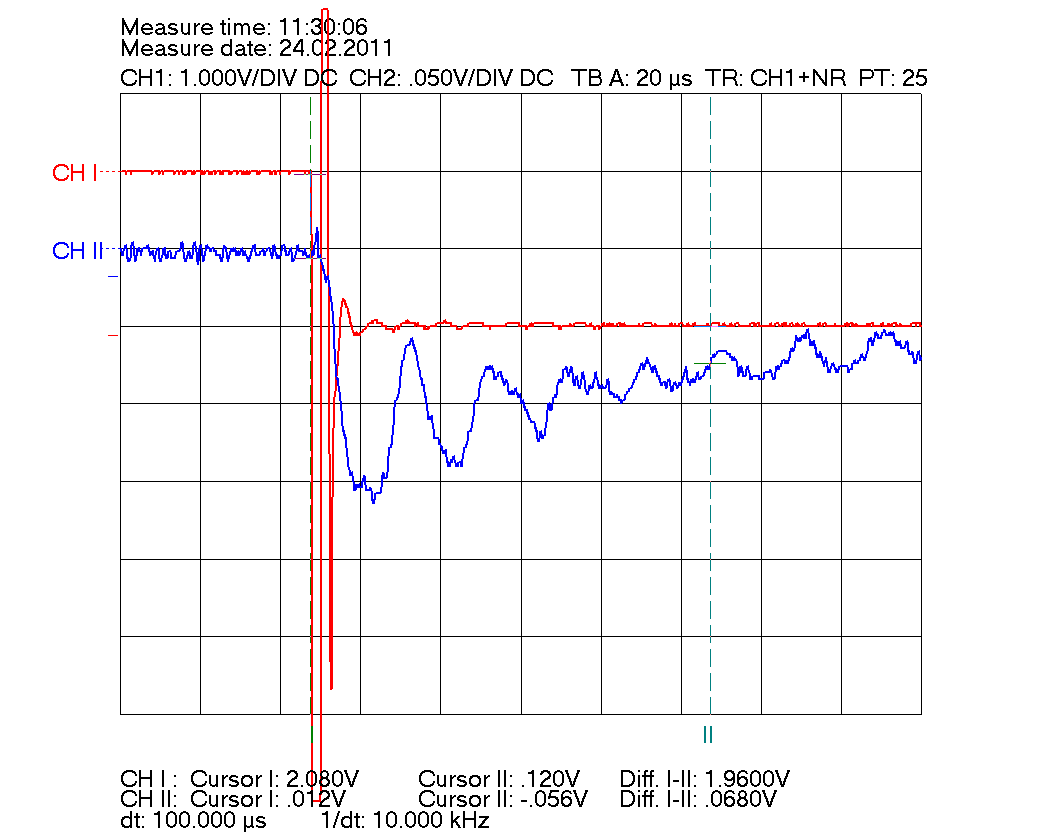 Measure time: 11:30:06
Measure date: 24.02.2011
CH1: 1.000V/DIV DC CH2: .050V/DIV DC TB A: 20 µs TR: CH1+NR PT: 25
CH I
CH II
II
CH I : Cursor I: 2.080V Cursor II: .120V Diff. I-II: 1.9600V
CH II: Cursor I: .012V Cursor II: -.056V Diff. I-II: .0680V
dt: 100.000 µs 1/dt: 10.000 kHz